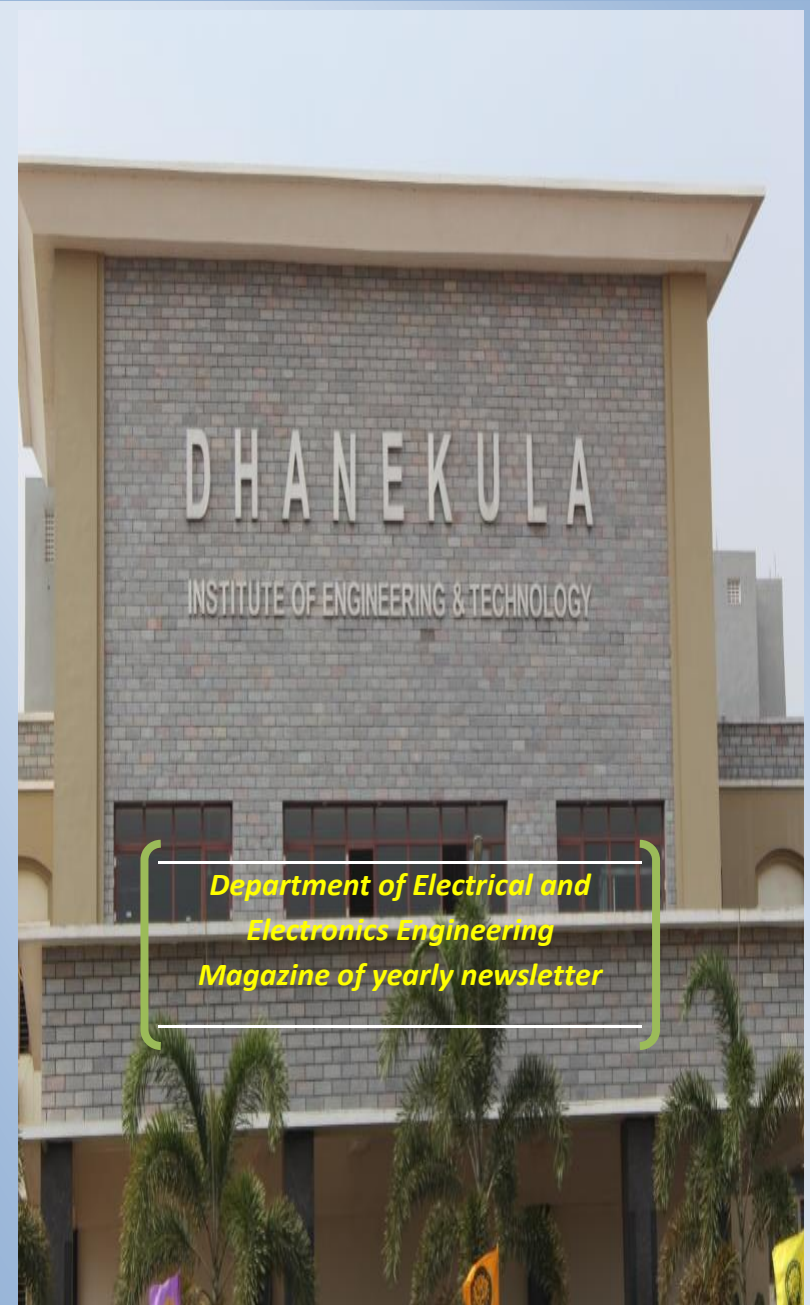 DHANEKULA
INSTITUTE OF ENGINEERING & TECHNOLOGY
Department of Electrical and
Electronics Engineering
Magazine of yearly newsletter